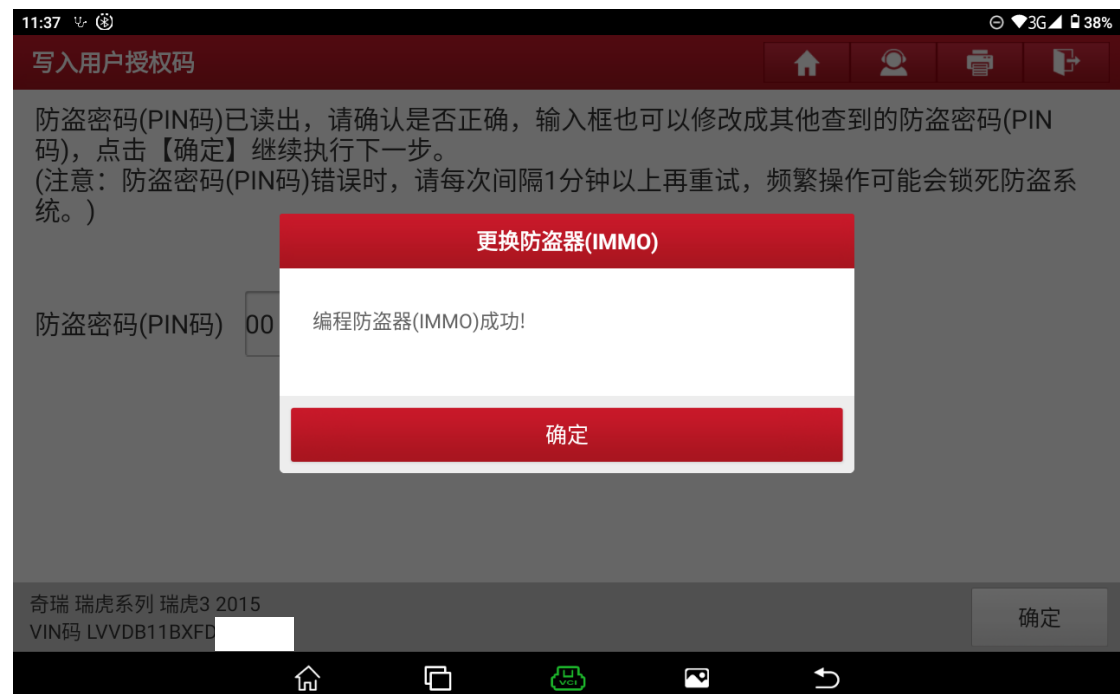 11:37
3G
38%
写入用户授权码
防盗密码(PIN码)已读出，请确认是否正确，输入框也可以修改成其他查到的防盗密码(PIN
码)，点击【确定】继续执行下一步。
(注意：防盗密码(PIN码)错误时，请每次间隔1分钟以上再重试，频繁操作可能会锁死防盗系
统。)
更换防盗器(IMMO)
编程防盗器(IMMO)成功!
防盗密码(PIN码)
00
确定
奇瑞 瑞虎系列 瑞虎3 2015
VIN码 LVVDB11BXFD
确定
VCI